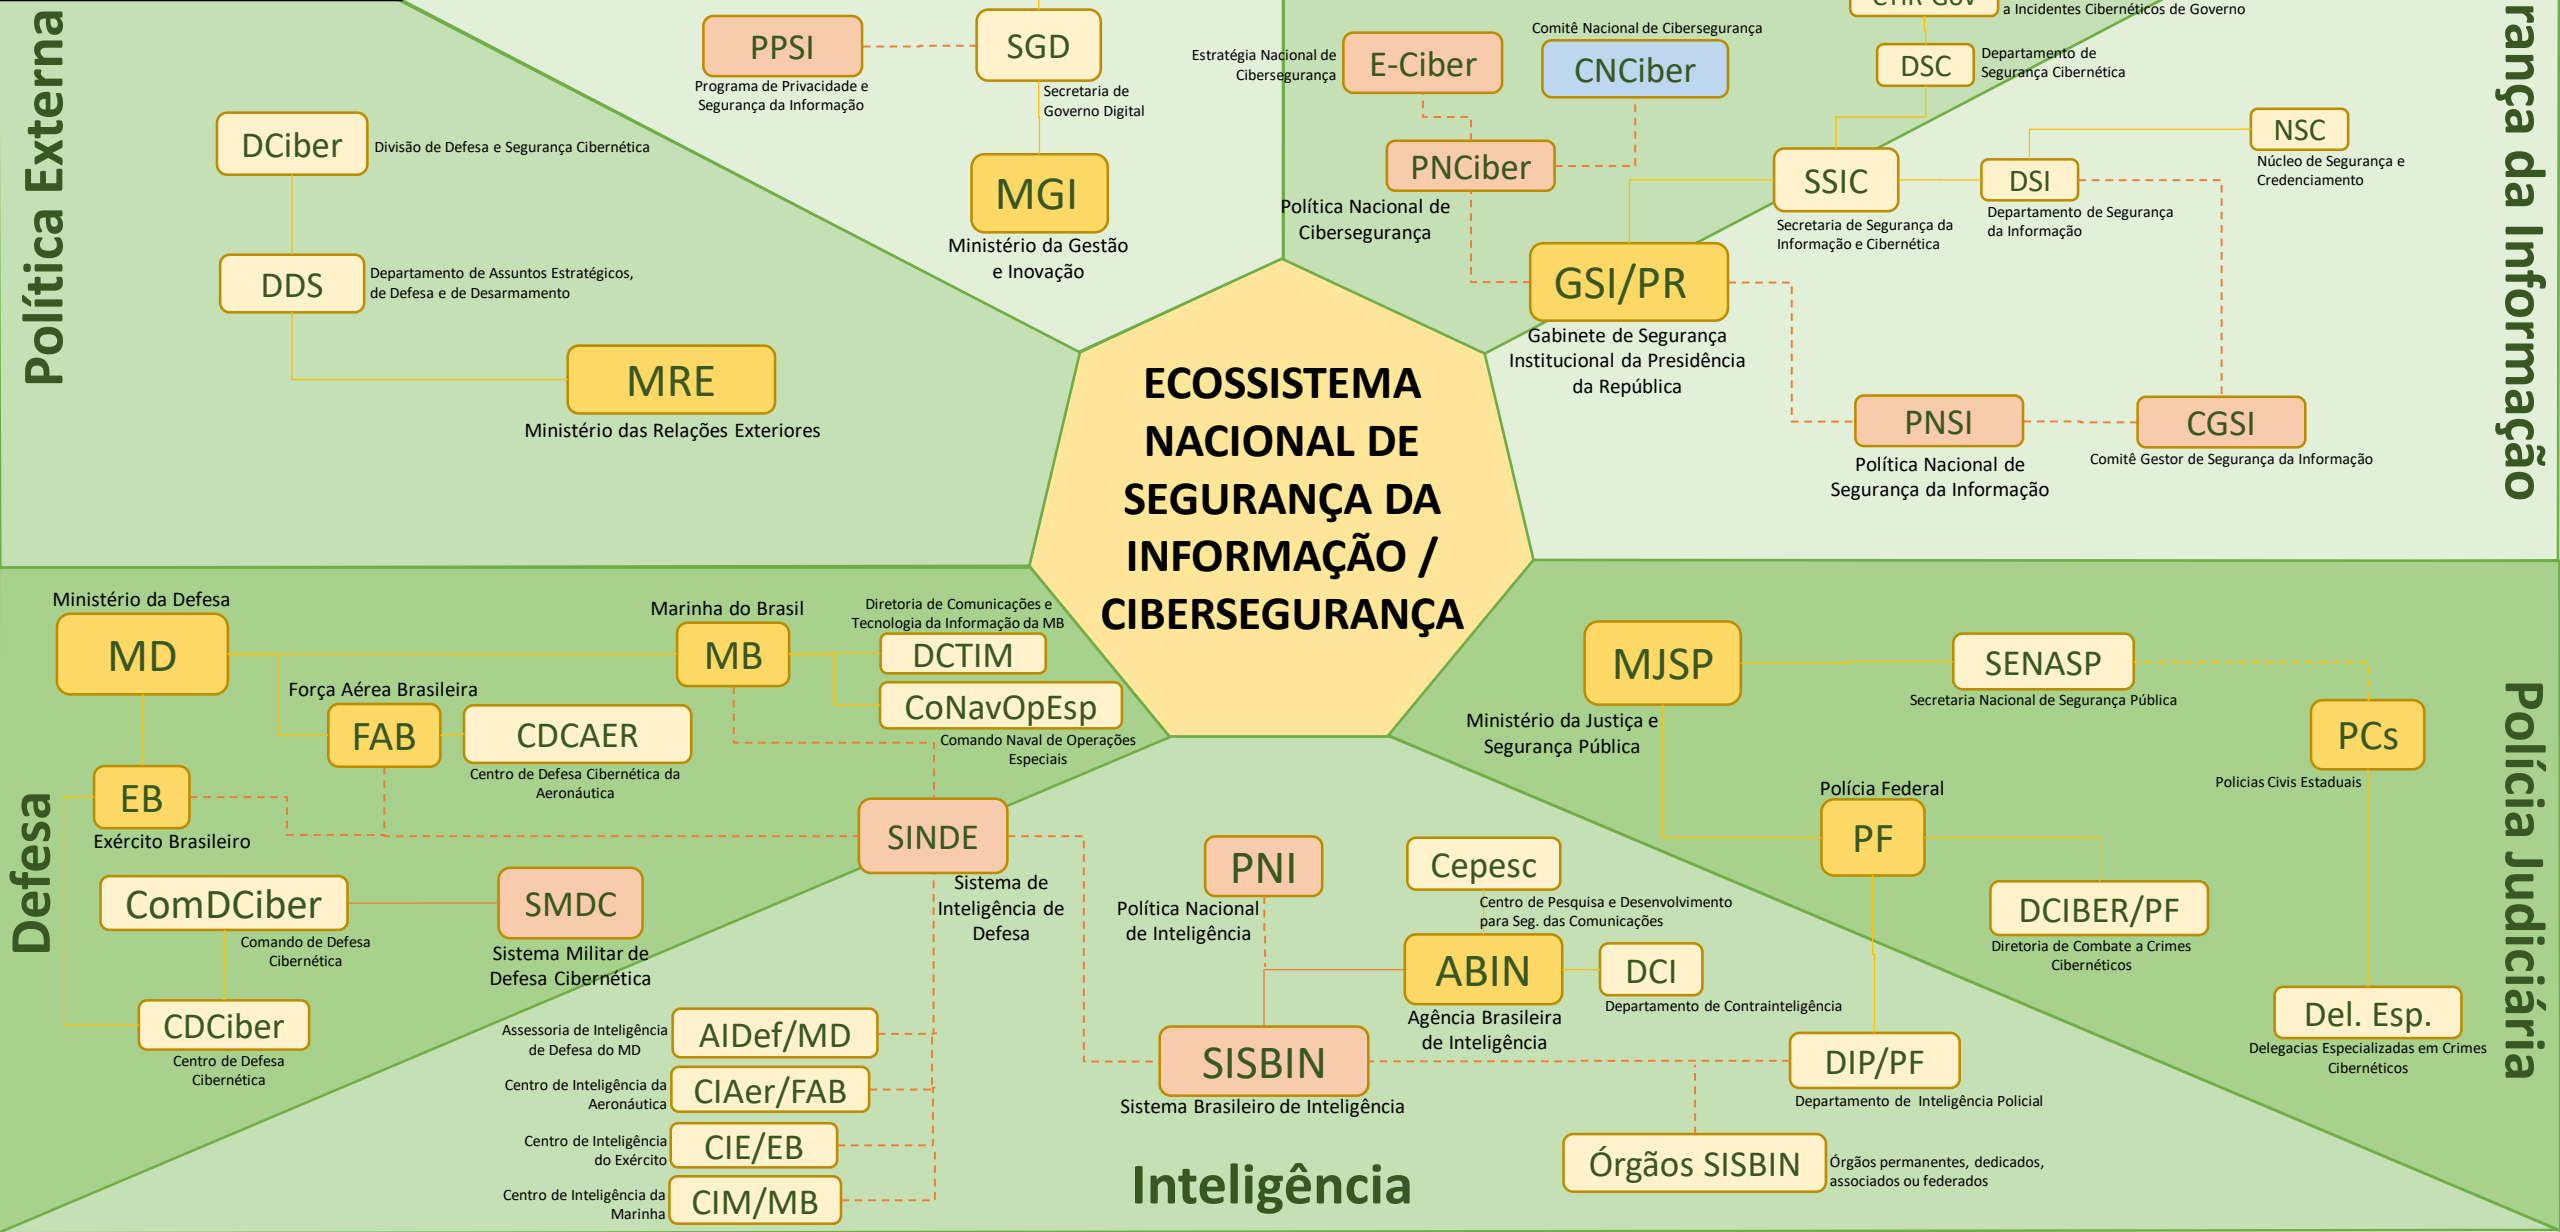 Política Externa
PPSI
Programa de Privacidade e
Segurança da Informação
SGD
Secretaria de
Governo Digital
MGI
Ministério da Gestão
e Inovação
DCiber
Divisão de Defesa e Segurança Cibernética
DDS
Departamento de Assuntos Estratégicos,
de Defesa e de Desarmamento
MRE
Ministério das Relações Exteriores
Estratégia Nacional de
Cibersegurança
E-Ciber
Comitê Nacional de Cibersegurança
CNCiber
PNCiber
Política Nacional de
Cibersegurança
GSI/PR
Gabinete de Segurança
Institucional da Presidência
da República
a Incidentes Cibernéticos de Governo
DSC
Departamento de
Segurança Cibernética
SSIC
Secretaria de Segurança da
Informação e Cibernética
DSI
Departamento de Segurança
da Informação
NSC
Núcleo de Segurança e
Credenciamento
PNSI
Política Nacional de
Segurança da Informação
CGSI
Comitê Gestor de Segurança da Informação
rança da Informação
ECOSSISTEMA
NACIONAL DE
SEGURANÇA DA
INFORMAÇÃO /
CIBERSEGURANÇA
Defesa
Ministério da Defesa
MD
Marinha do Brasil
MB
Diretoria de Comunicações e
Tecnologia da Informação da MB
DCTIM
CoNavOpEsp
Comando Naval de Operações
Especiais
Força Aérea Brasileira
FAB
CDCAER
Centro de Defesa Cibernética da
Aeronáutica
EB
Exército Brasileiro
ComDCiber
Comando de Defesa
Cibernética
SMDC
Sistema Militar de
Defesa Cibernética
CDCiber
Centro de Defesa
Cibernética
SINDE
Sistema de
Inteligência de
Defesa
Assessoria de Inteligência
de Defesa do MD
AIDef/MD
Centro de Inteligência da
Aeronáutica
CIAer/FAB
Centro de Inteligência
do Exército
CIE/EB
Centro de Inteligência da
Marinha
CIM/MB
PNI
Política Nacional
de Inteligência
Cepesc
Centro de Pesquisa e Desenvolvimento
para Seg. das Comunicações
ABIN
Agência Brasileira
de Inteligência
DCI
Departamento de Contrainteligência
SISBIN
Sistema Brasileiro de Inteligência
DIP/PF
Departamento de Inteligência Policial
Órgãos SISBIN
Órgãos permanentes, dedicados,
associados ou federados
Inteligência
MJSP
Ministério da Justiça e
Segurança Pública
SENASP
Secretaria Nacional de Segurança Pública
PCs
Policias Civis Estaduais
Polícia Federal
PF
DCIBER/PF
Diretoria de Combate a Crimes
Cibernéticos
Del. Esp.
Delegacias Especializadas em Crimes
Cibernéticos
Polícia Judiciária